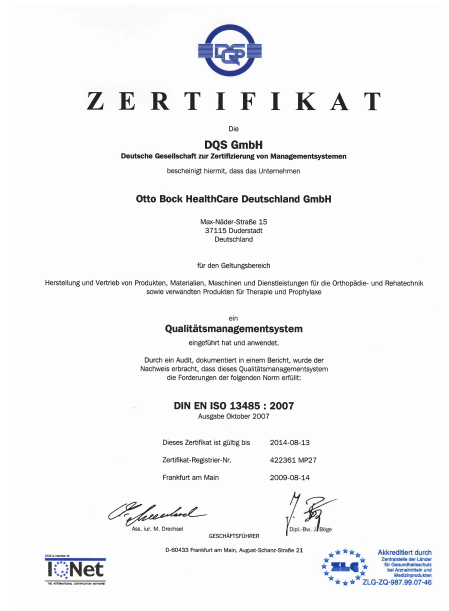 DQS
ZERTIFIKAT
Die
DQS GmbH
Deutsche Gesellschaft zur Zertifizierung von Managementsystemen
bescheinigt hiermit, dass das Unternehmen
Otto Bock HealthCare Deutschland GmbH
Max-Näder-Straße 15
37115 Duderstadt
Deutschland
für den Geltungsbereich
Herstellung und Vertrieb von Produkten, Materialien, Maschinen und Dienstleistungen für die Orthopädie- und Rehatechnik
sowie verwandten Produkten für Therapie und Prophylaxe
ein
Qualitätsmanagementsystem
eingeführt hat und anwendet.
Durch ein Audit, dokumentiert in einem Bericht, wurde der
Nachweis erbracht, dass dieses Qualitätsmanagementsystem
die Forderungen der folgenden Norm erfüllt:
DIN EN ISO 13485 : 2007
Ausgabe Oktober 2007
Dieses Zertifikat ist gültig bis 2014-08-13
Zertifikat-Registrier-Nr. 422361 MP27
Frankfurt am Main 2009-08-14
Ass. iur. M. Drechsel Dipl.-Bw. J. Böge
GESCHÄFTSFÜHRER
D-60433 Frankfurt am Main, August-Schanz-Straße 21
DQS is member of
IQNet
THE INTERNATIONAL CERTIFICATION NETWORK
ZLG
Akkreditiert durch
Zentralstelle der Länder
für Gesundheitsschutz
bei Arzneimitteln und
Medizinprodukten
ZLG-ZQ-987.99.07-46